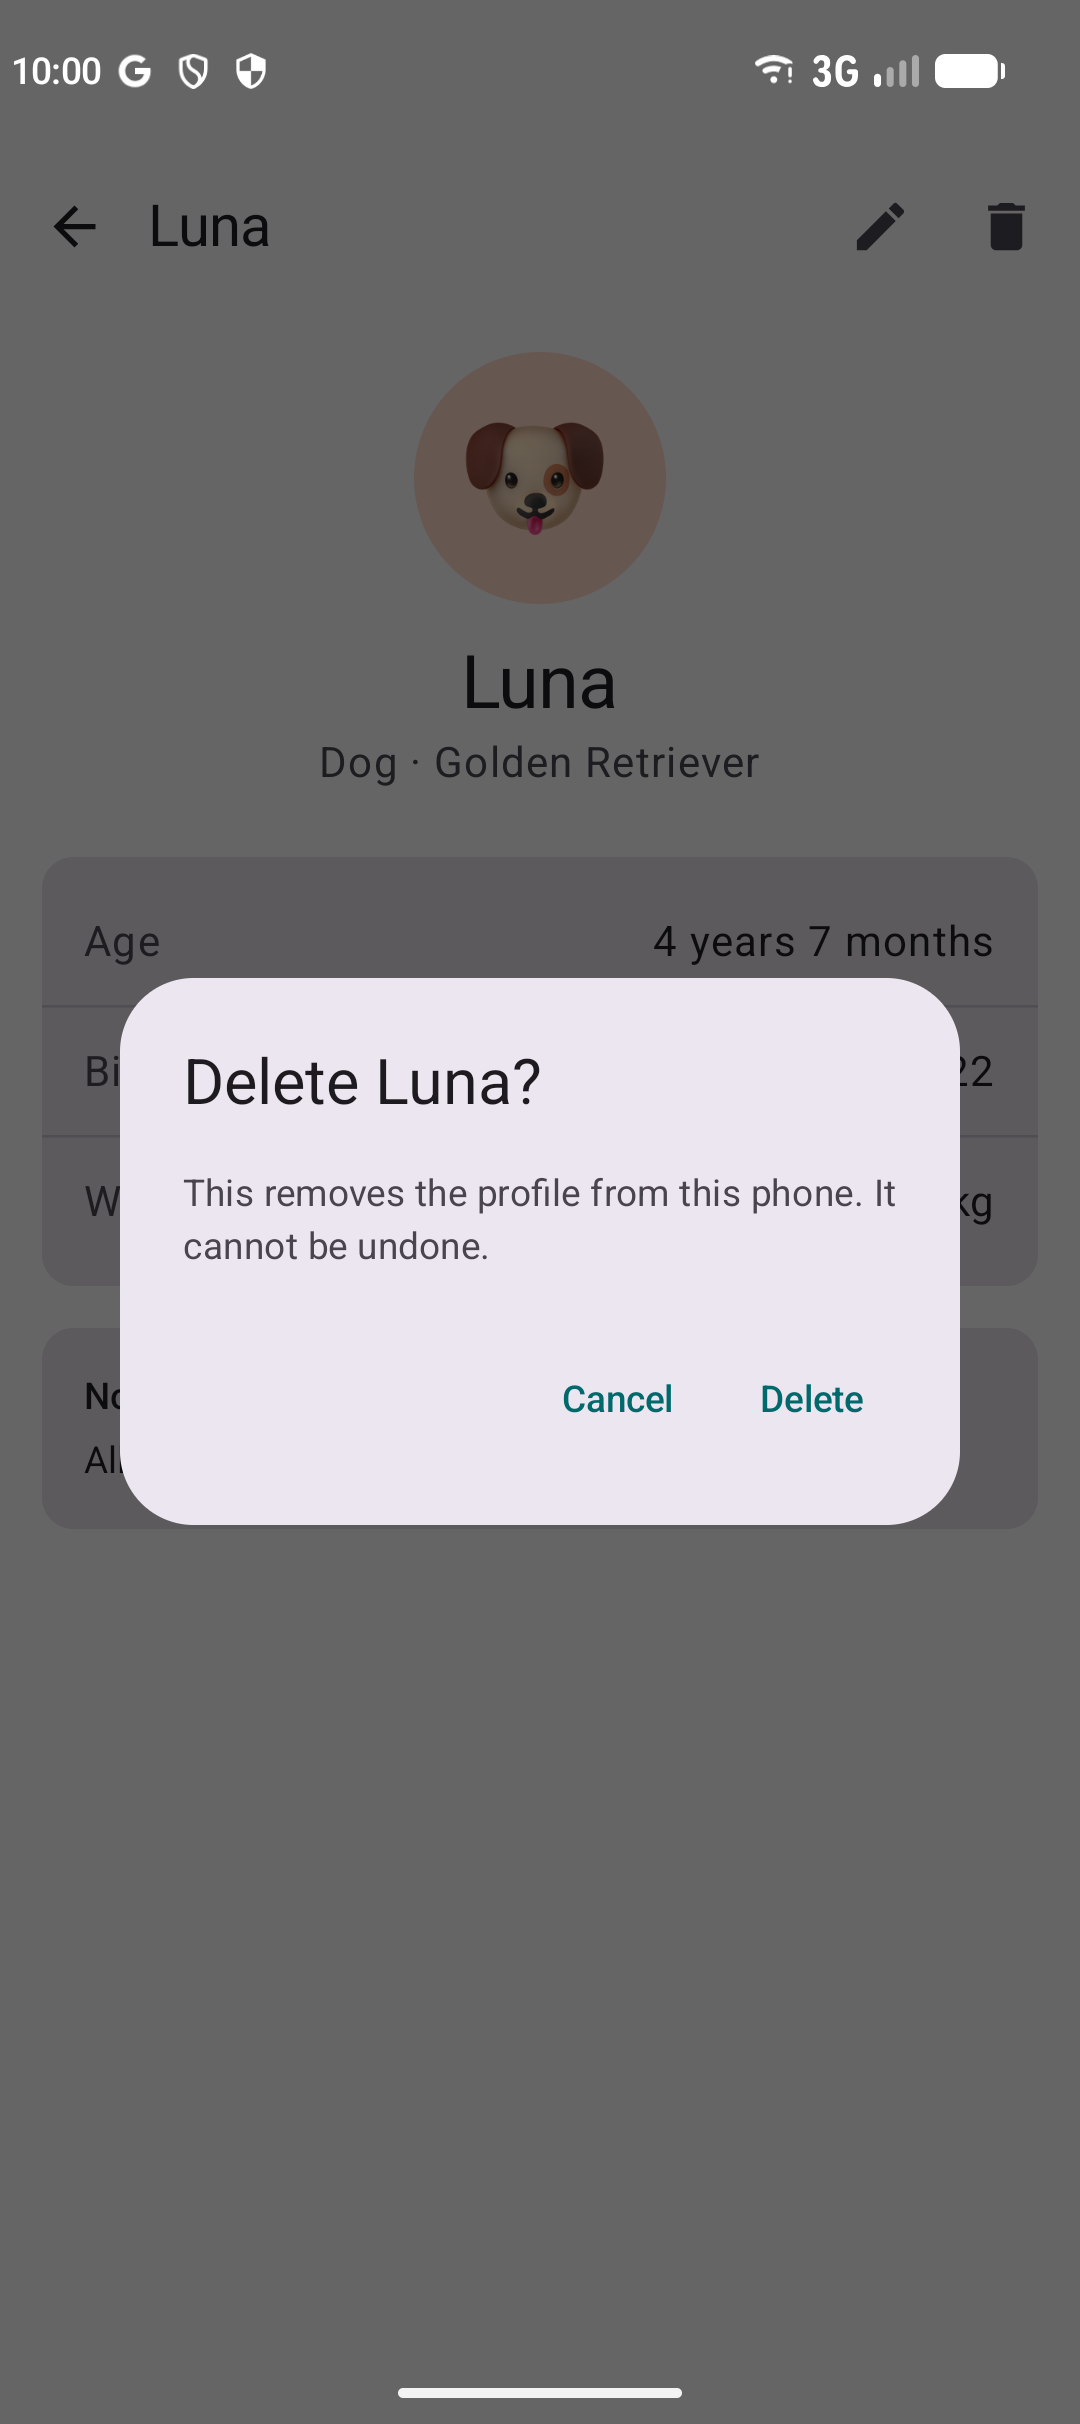 10:00
3G
Luna
Luna
Dog · Golden Retriever
Age 4 years 7 months
Delete Luna?
This removes the profile from this phone. It
cannot be undone.
Cancel Delete